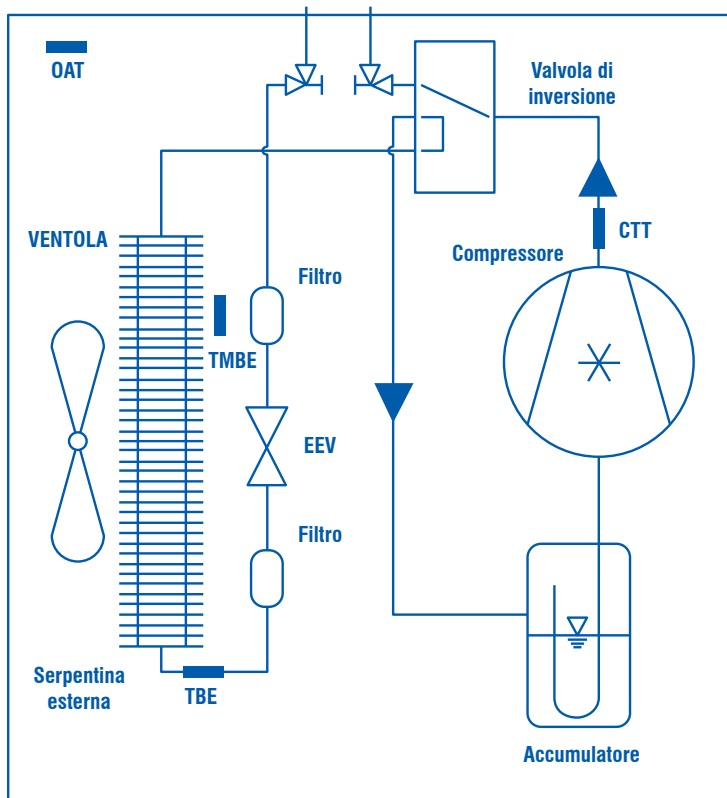 OAT
Valvola di
inversione
VENTOLA
CTT
Compressore
Filtro
TMBE
EEV
Filtro
Serpentina
esterna
TBE
Accumulatore